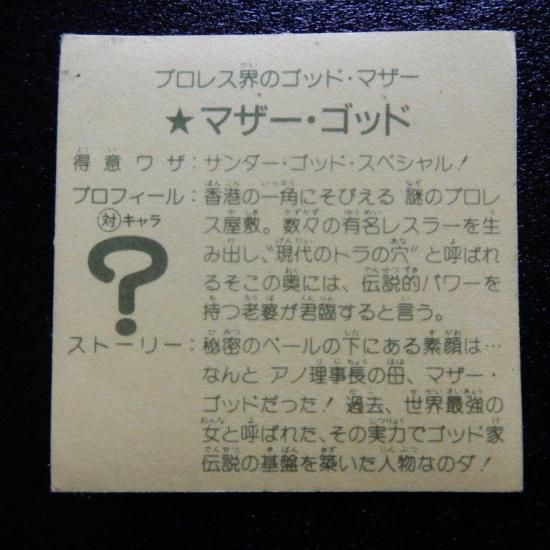 プロレス界のゴッド・マザー
★マザー・ゴッド
得意ワザ:サンダー・ゴッド・スペシャル!
プロフィール:香港の一角にそびえる 謎のプロレ
対キャラ ス屋敷。数々の有名レスラーを生
? み出し、“現代のトラの穴”と呼ばれ
るそこの奥には、伝説的パワーを
持つ老婆が君臨すると言う。
ストーリー:秘密のベールの下にある素顔は…
なんと アノ理事長の母、マザー・
ゴッドだった! 過去、世界最強の
女と呼ばれた、その実力でゴッド家
伝説の基盤を築いた人物なのダ!